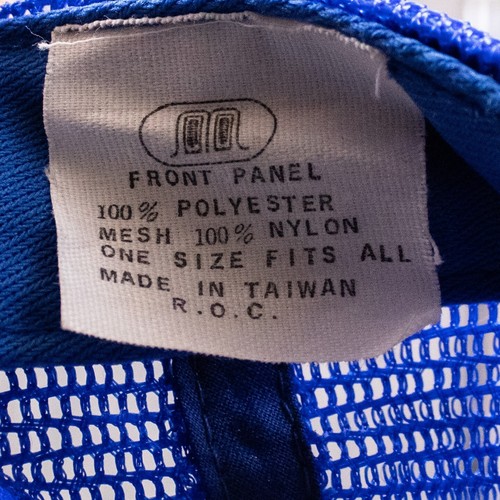 FRONT PANEL
100% POLYESTER
MESH 100% NYLON
ONE SIZE FITS ALL
MADE IN TAIWAN
R.O.C.